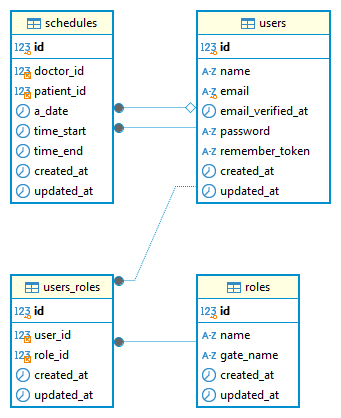 schedules
123 id
123 doctor_id
123 patient_id
a_date
time_start
time_end
created_at
updated_at
users
123 id
A-Z name
A-Z email
email_verified_at
A-Z password
A-Z remember_token
created_at
updated_at
users_roles
123 id
123 user_id
123 role_id
created_at
updated_at
roles
123 id
A-Z name
A-Z gate_name
created_at
updated_at